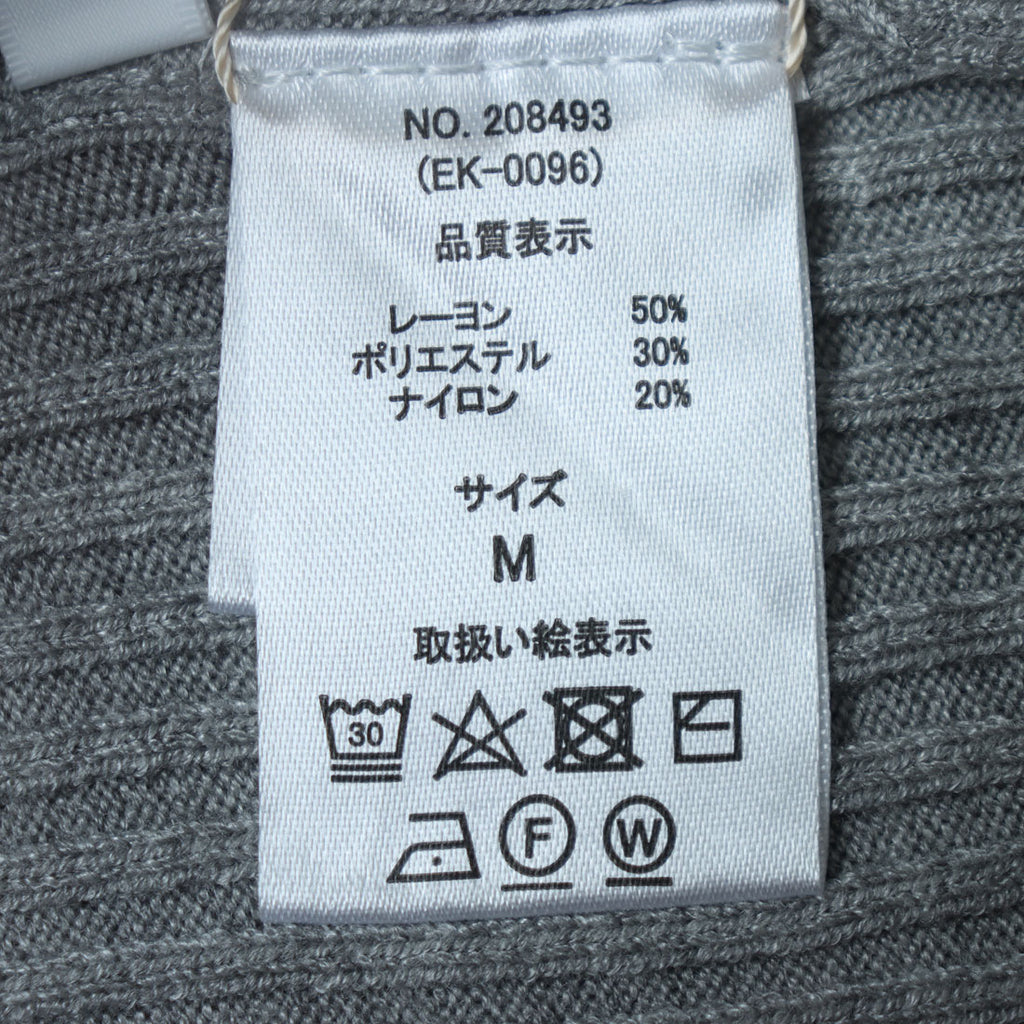 NO. 208493
(EK-0096)
品質表示
レーヨン 50%
ポリエステル 30%
ナイロン 20%
サイズ
M
取扱い絵表示
30
F W